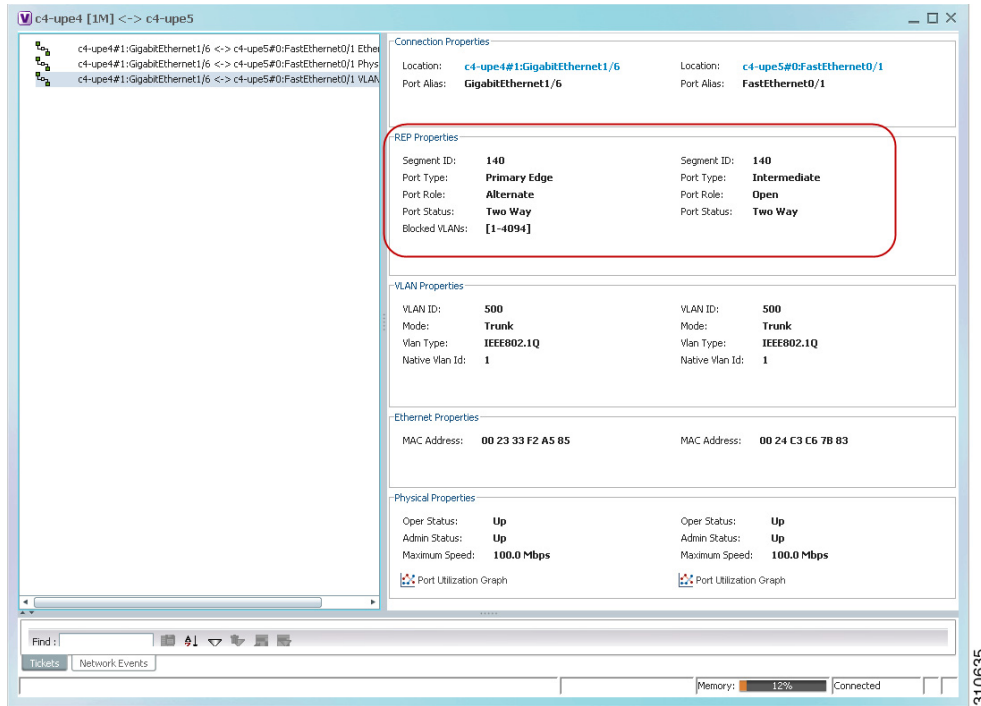 c4-upe4 [1M] <-> c4-upe5
c4-upe4#1:GigabitEthernet1/6 <-> c4-upe5#0:FastEthernet0/1 Ether
c4-upe4#1:GigabitEthernet1/6 <-> c4-upe5#0:FastEthernet0/1 Phys
c4-upe4#1:GigabitEthernet1/6 <-> c4-upe5#0:FastEthernet0/1 VLAN
Connection Properties
Location: c4-upe4#1:GigabitEthernet1/6 Location: c4-upe5#0:FastEthernet0/1
Port Alias: GigabitEthernet1/6 Port Alias: FastEthernet0/1
REP Properties
Segment ID: 140 Segment ID: 140
Port Type: Primary Edge Port Type: Intermediate
Port Role: Alternate Port Role: Open
Port Status: Two Way Port Status: Two Way
Blocked VLANs: [1-4094]
VLAN Properties
VLAN ID: 500 VLAN ID: 500
Mode: Trunk Mode: Trunk
Vlan Type: IEEE802.1Q Vlan Type: IEEE802.1Q
Native Vlan Id: 1 Native Vlan Id: 1
Ethernet Properties
MAC Address: 00 23 33 F2 A5 85 MAC Address: 00 24 C3 C6 7B 83
Physical Properties
Oper Status: Up Oper Status: Up
Admin Status: Up Admin Status: Up
Maximum Speed: 100.0 Mbps Maximum Speed: 100.0 Mbps
Port Utilization Graph Port Utilization Graph
Find :
Tickets Network Events
Memory: 12% Connected
310635